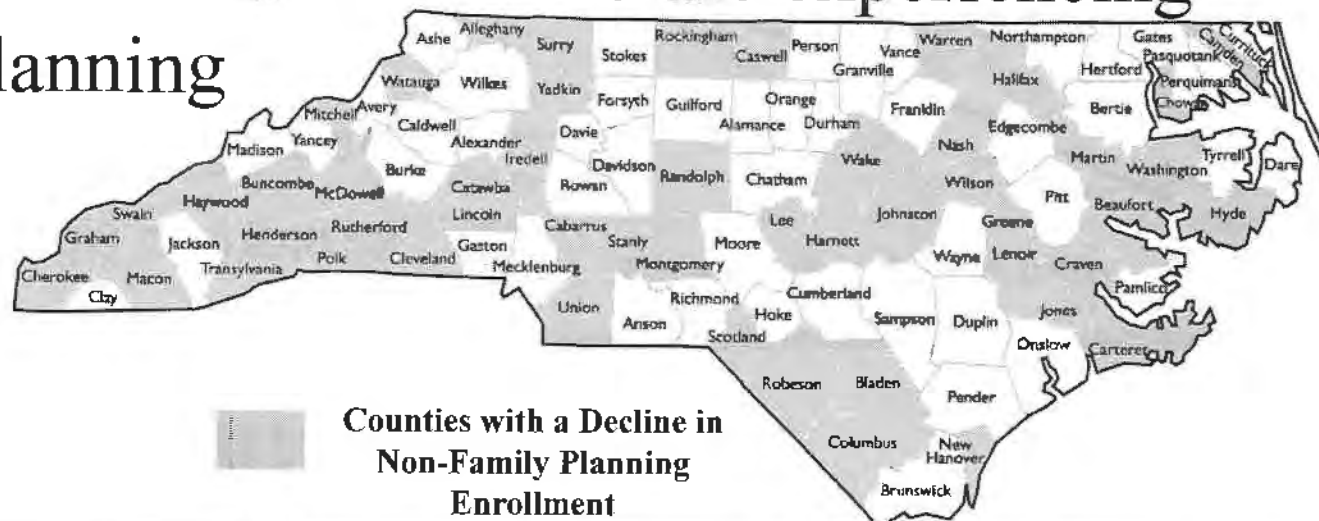 lanning
Ashe Alleghany Surry Stokes Rockingham Caswell Person Vance Granville Warren Northampton Gates Currituck Camden Pasquotank
Watauga Wilkes Yadkin Forsyth Guilford Orange Alamance Durham Franklin Halifax Hertford Perquimans Chowan Bertie
Mitchell Avery Caldwell Alexander Davie Edgecombe
Madison Yancey Burke Iredell Davidson Randolph Chatham Wake Nash Martin Washington Tyrrell Dare
Buncombe McDowell Catawba Rowan Wilson Pitt Beaufort Hyde
Swain Haywood Lincoln Cabarrus Lee Johnston Greene
Graham Jackson Henderson Rutherford Gaston Stanly Moore Harnett Wayne Lenoir Craven
Cherokee Macon Transylvania Polk Cleveland Mecklenburg Montgomery Pamlico
Clay Union Anson Richmond Hoke Cumberland Sampson Duplin Jones
Scotland Onslow Carteret
Robeson Bladen Pender
Columbus New Hanover
Brunswick
Counties with a Decline in
Non-Family Planning
Enrollment